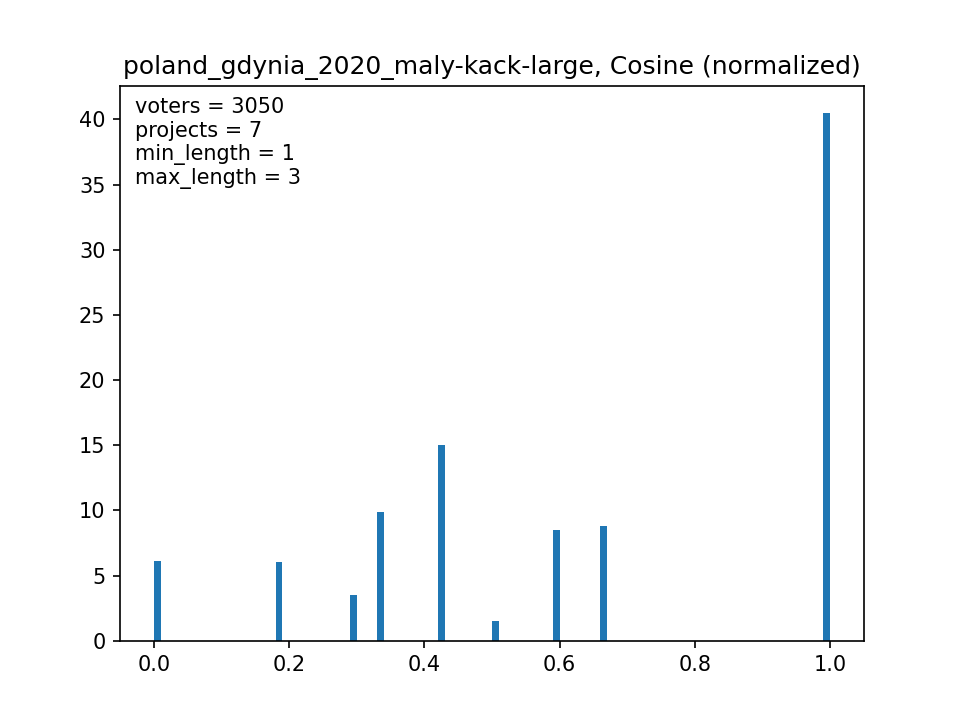 poland_gdynia_2020_maly-kack-large, Cosine (normalized)
voters = 3050
projects = 7
min_length = 1
max_length = 3
40
35
30
25
20
15
10
5
0
0.0 0.2 0.4 0.6 0.8 1.0